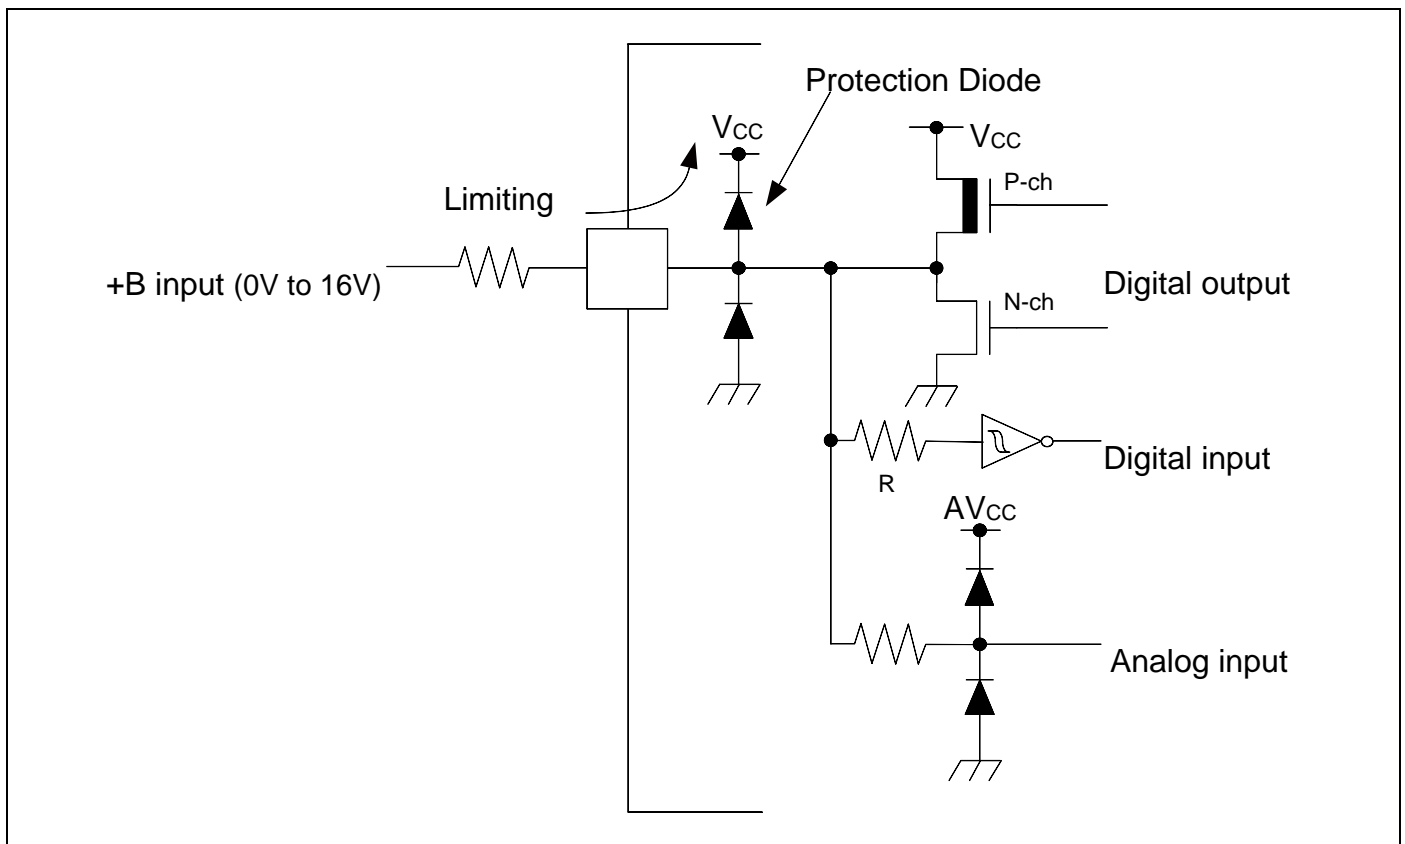 Protection Diode
VCC
VCC
P-ch
Limiting
+B input (0V to 16V)
Digital output
N-ch
Digital input
R
AVCC
Analog input